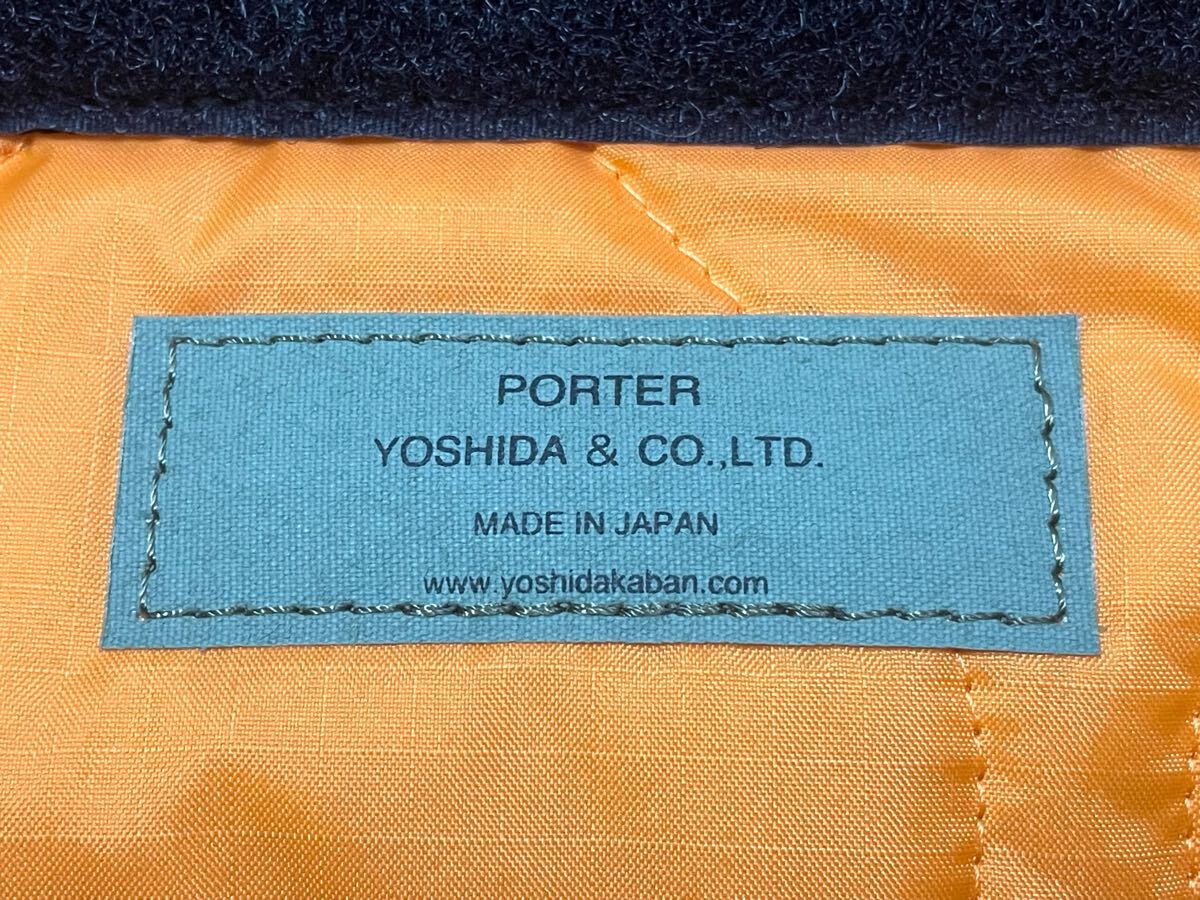 PORTER
YOSHIDA & CO.,LTD.
MADE IN JAPAN
www.yoshidakaban.com